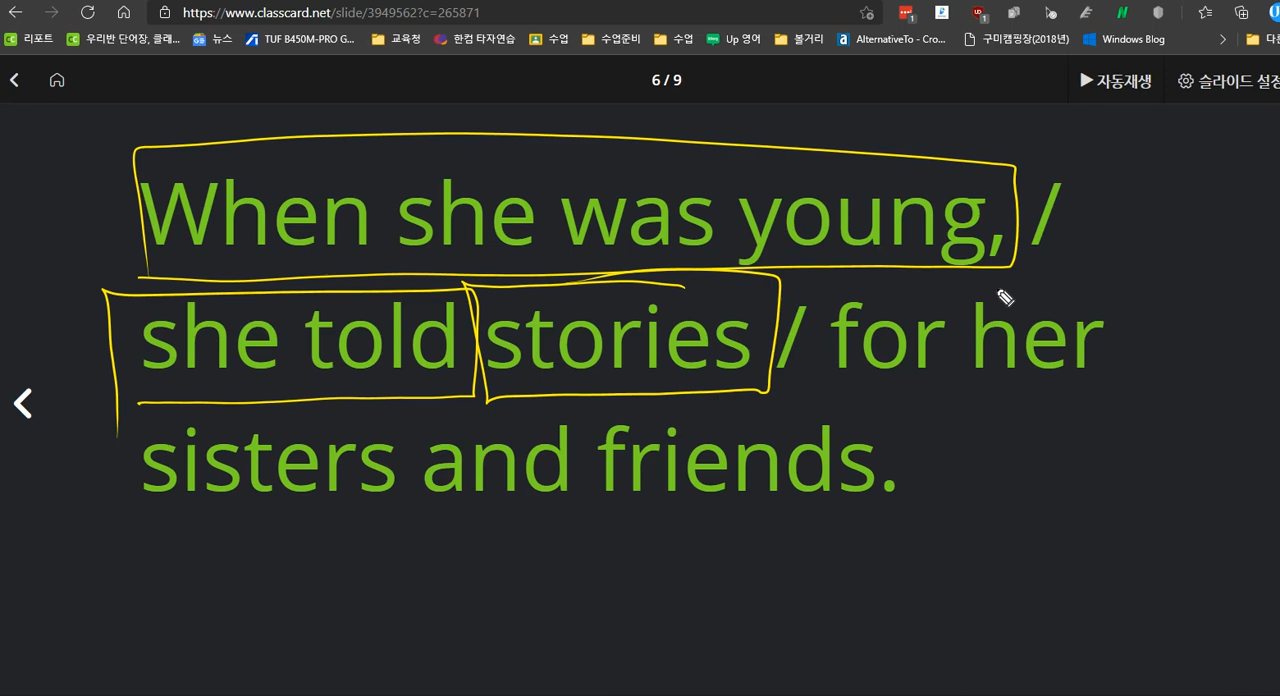 https://www.classcard.net/slide/3949562?c=265871
리포트 우리반 단어장, 클래... 뉴스 TUF B450M-PRO G... 교육청 한컴 타자연습 수업 수업준비 수업 Up 영어 볼거리 AlternativeTo - Cro... 구미캠핑장(2018년) Windows Blog
6 / 9 자동재생 슬라이드
When she was young, /
she told stories / for her
sisters and friends.